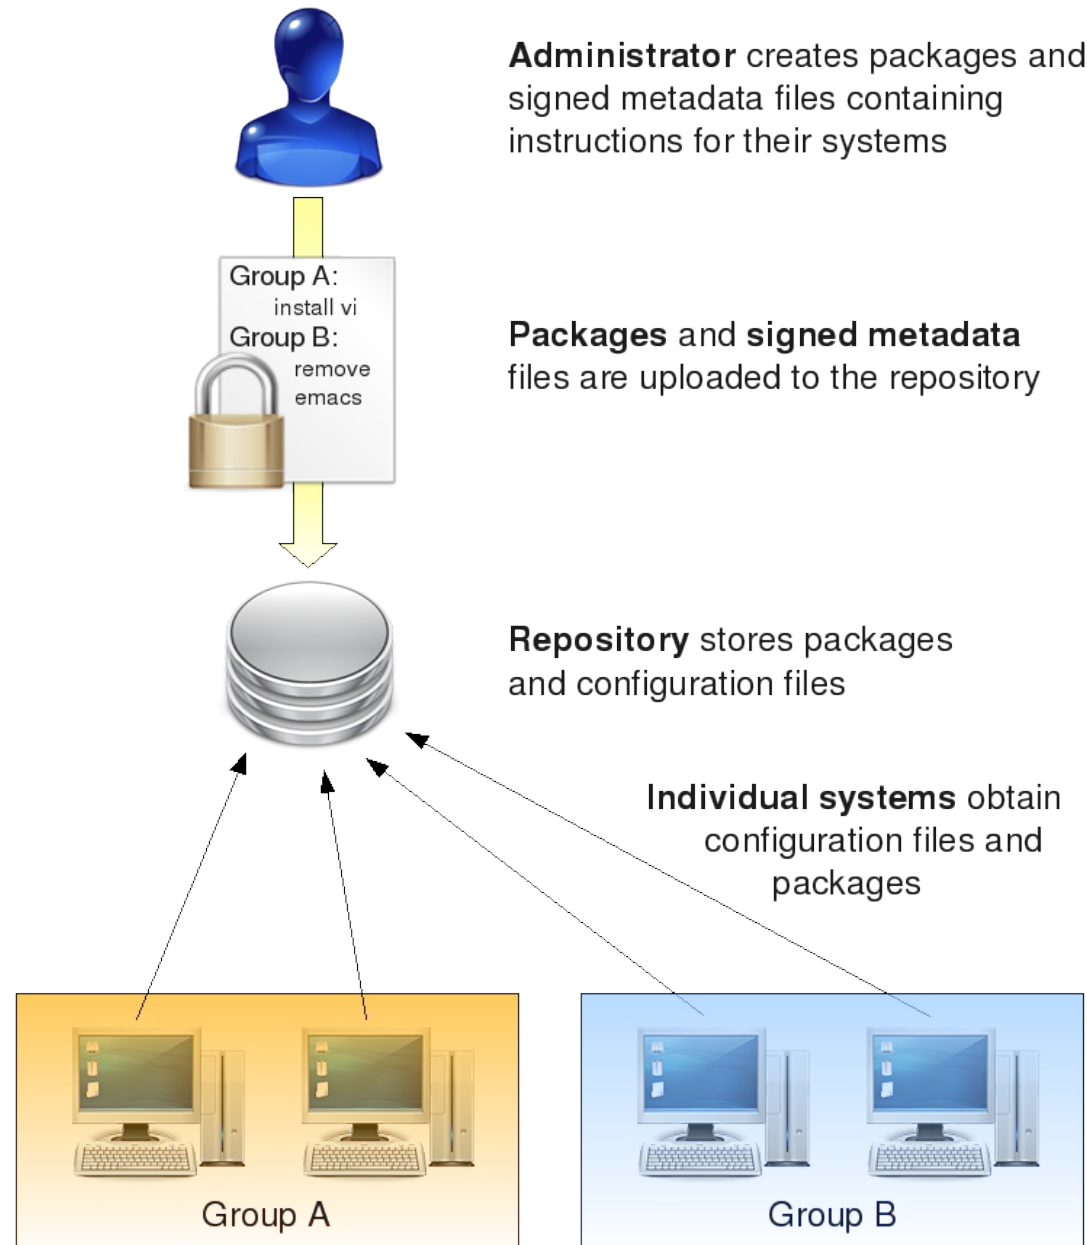 Administrator creates packages and
signed metadata files containing
instructions for their systems
Group A:
install vi
Group B:
remove
emacs
Packages and signed metadata
files are uploaded to the repository
Repository stores packages
and configuration files
Individual systems obtain
configuration files and
packages
Group A
Group B